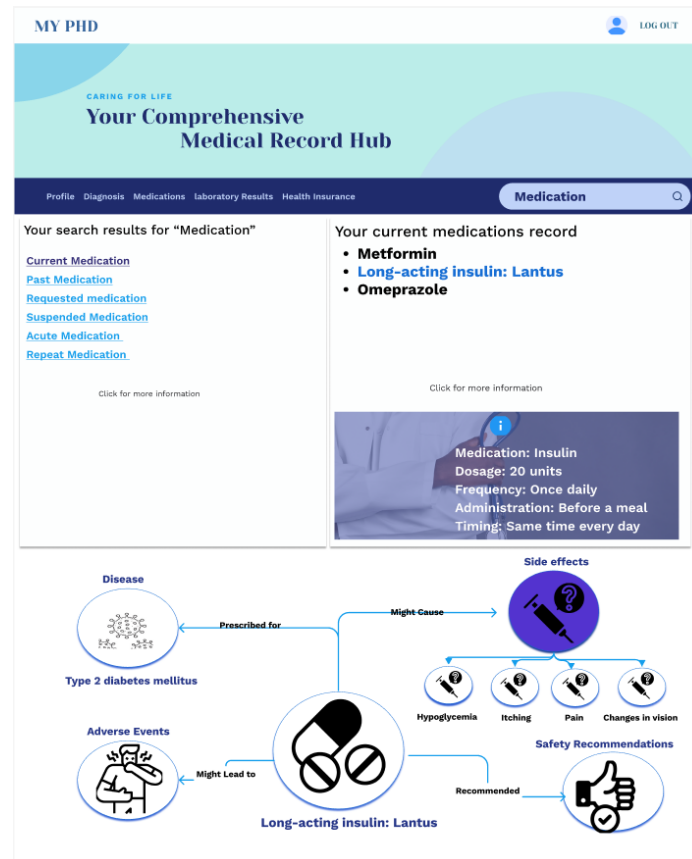 MY PHD
LOG OUT
CARING FOR LIFE
Your Comprehensive
Medical Record Hub
Profile Diagnosis Medications laboratory Results Health Insurance
Medication
Your search results for “Medication”
Current Medication
Past Medication
Requested medication
Suspended Medication
Acute Medication
Repeat Medication
Click for more information
Your current medications record
• Metformin
• Long-acting insulin: Lantus
• Omeprazole
Click for more information
i
Medication: Insulin
Dosage: 20 units
Frequency: Once daily
Administration: Before a meal
Timing: Same time every day
Side effects
Disease
Might Cause
Prescribed for
Type 2 diabetes mellitus
Hypoglycemia
Itching
Pain
Changes in vision
Adverse Events
Safety Recommendations
Might Lead to
Recommended
Long-acting insulin: Lantus